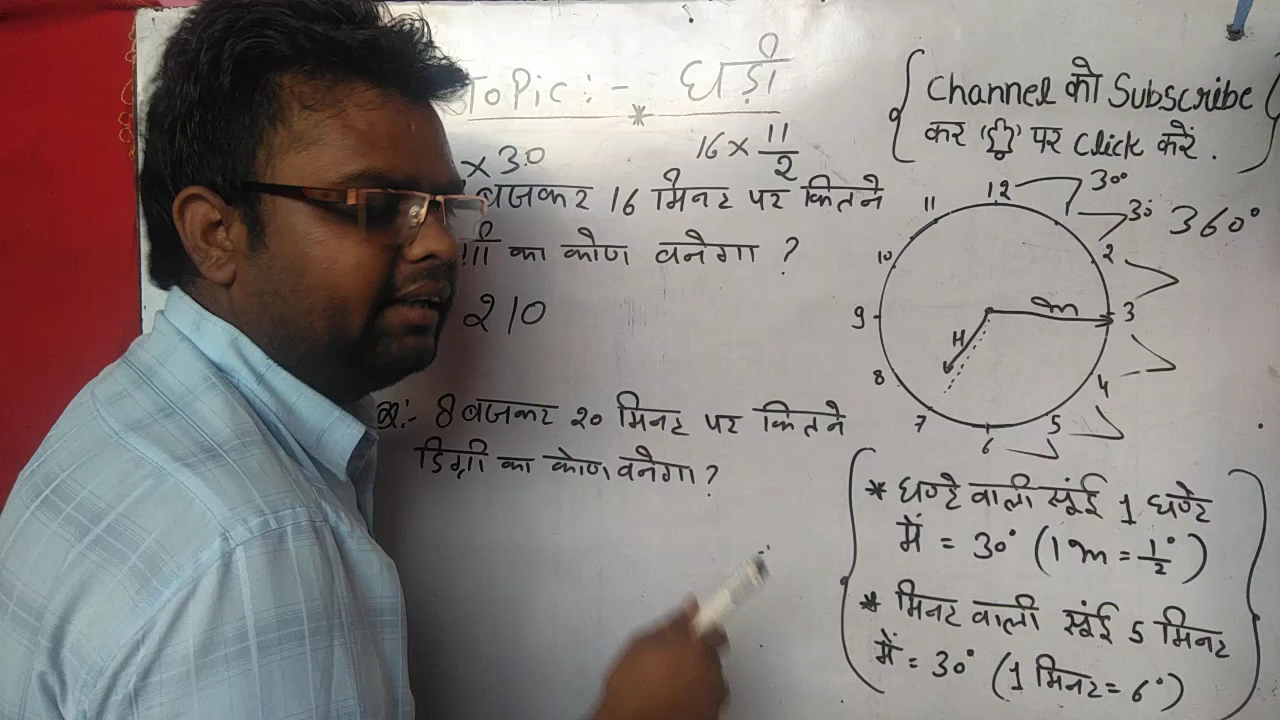 Topic :- घड़ी
*
× 30
16 × 11/2
बजकर 16 मिनट पर कितने
का कोण बनेगा ?
210
8 बजकर 20 मिनट पर कितने
डिग्री का कोण बनेगा ?
Channel को Subscribe
कर पर Click करें .
12 30°
11
3° 360°
10 2
9 m 3
H
8 4
7 5
6
* घण्टे वाली सूंई 1 घण्टे
में = 30° (1 m = 1/2°)
* मिनट वाली सूंई 5 मिनट
में = 30° (1 मिनट = 6°)